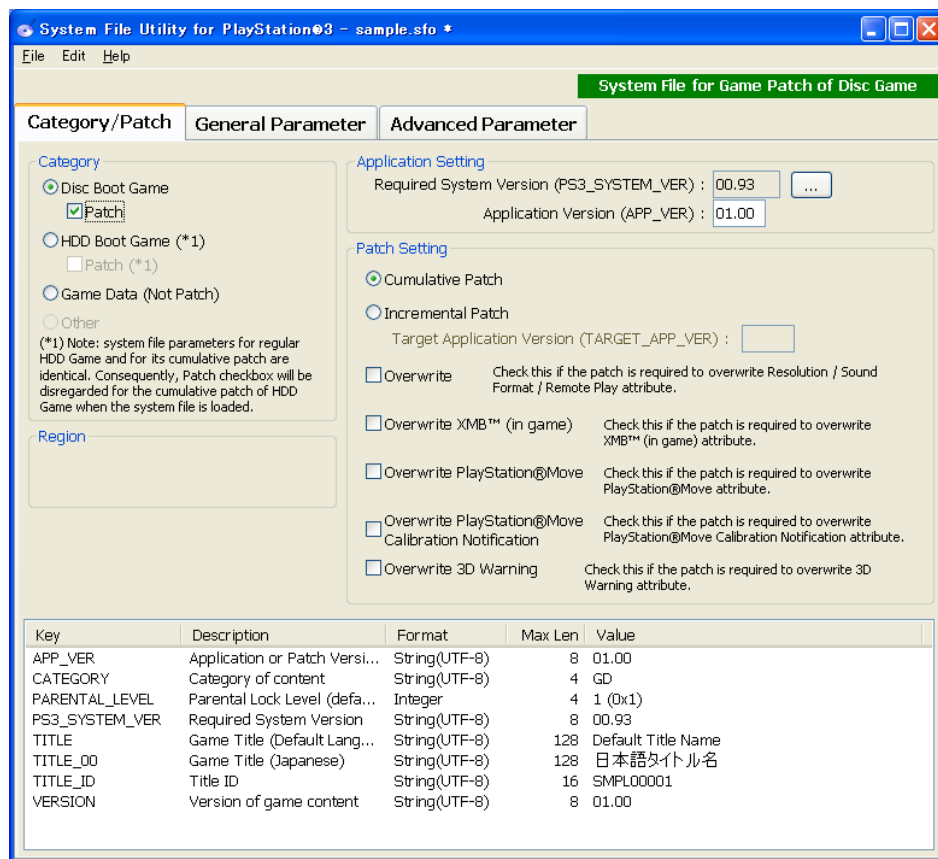 System File Utility for PlayStation®3 - sample.sfo *
File Edit Help
System File for Game Patch of Disc Game
Category/Patch General Parameter Advanced Parameter
Category
Disc Boot Game
Patch
HDD Boot Game (*1)
Patch (*1)
Game Data (Not Patch)
Other
(*1) Note: system file parameters for regular
HDD Game and for its cumulative patch are
identical. Consequently, Patch checkbox will be
disregarded for the cumulative patch of HDD
Game when the system file is loaded.
Region
Application Setting
Required System Version (PS3_SYSTEM_VER) : 00.93 ...
Application Version (APP_VER) : 01.00
Patch Setting
Cumulative Patch
Incremental Patch
Target Application Version (TARGET_APP_VER) :
Overwrite Check this if the patch is required to overwrite Resolution / Sound
Format / Remote Play attribute.
Overwrite XMB™ (in game) Check this if the patch is required to overwrite
XMB™ (in game) attribute.
Overwrite PlayStation®Move Check this if the patch is required to overwrite
PlayStation®Move attribute.
Overwrite PlayStation®Move Check this if the patch is required to overwrite
Calibration Notification PlayStation®Move Calibration Notification attribute.
Overwrite 3D Warning Check this if the patch is required to overwrite 3D
Warning attribute.
Key Description Format Max Len Value
APP_VER Application or Patch Versi... String(UTF-8) 8 01.00
CATEGORY Category of content String(UTF-8) 4 GD
PARENTAL_LEVEL Parental Lock Level (defa... Integer 4 1 (0x1)
PS3_SYSTEM_VER Required System Version String(UTF-8) 8 00.93
TITLE Game Title (Default Lang... String(UTF-8) 128 Default Title Name
TITLE_00 Game Title (Japanese) String(UTF-8) 128 日本語タイトル名
TITLE_ID Title ID String(UTF-8) 16 SMPL00001
VERSION Version of game content String(UTF-8) 8 01.00